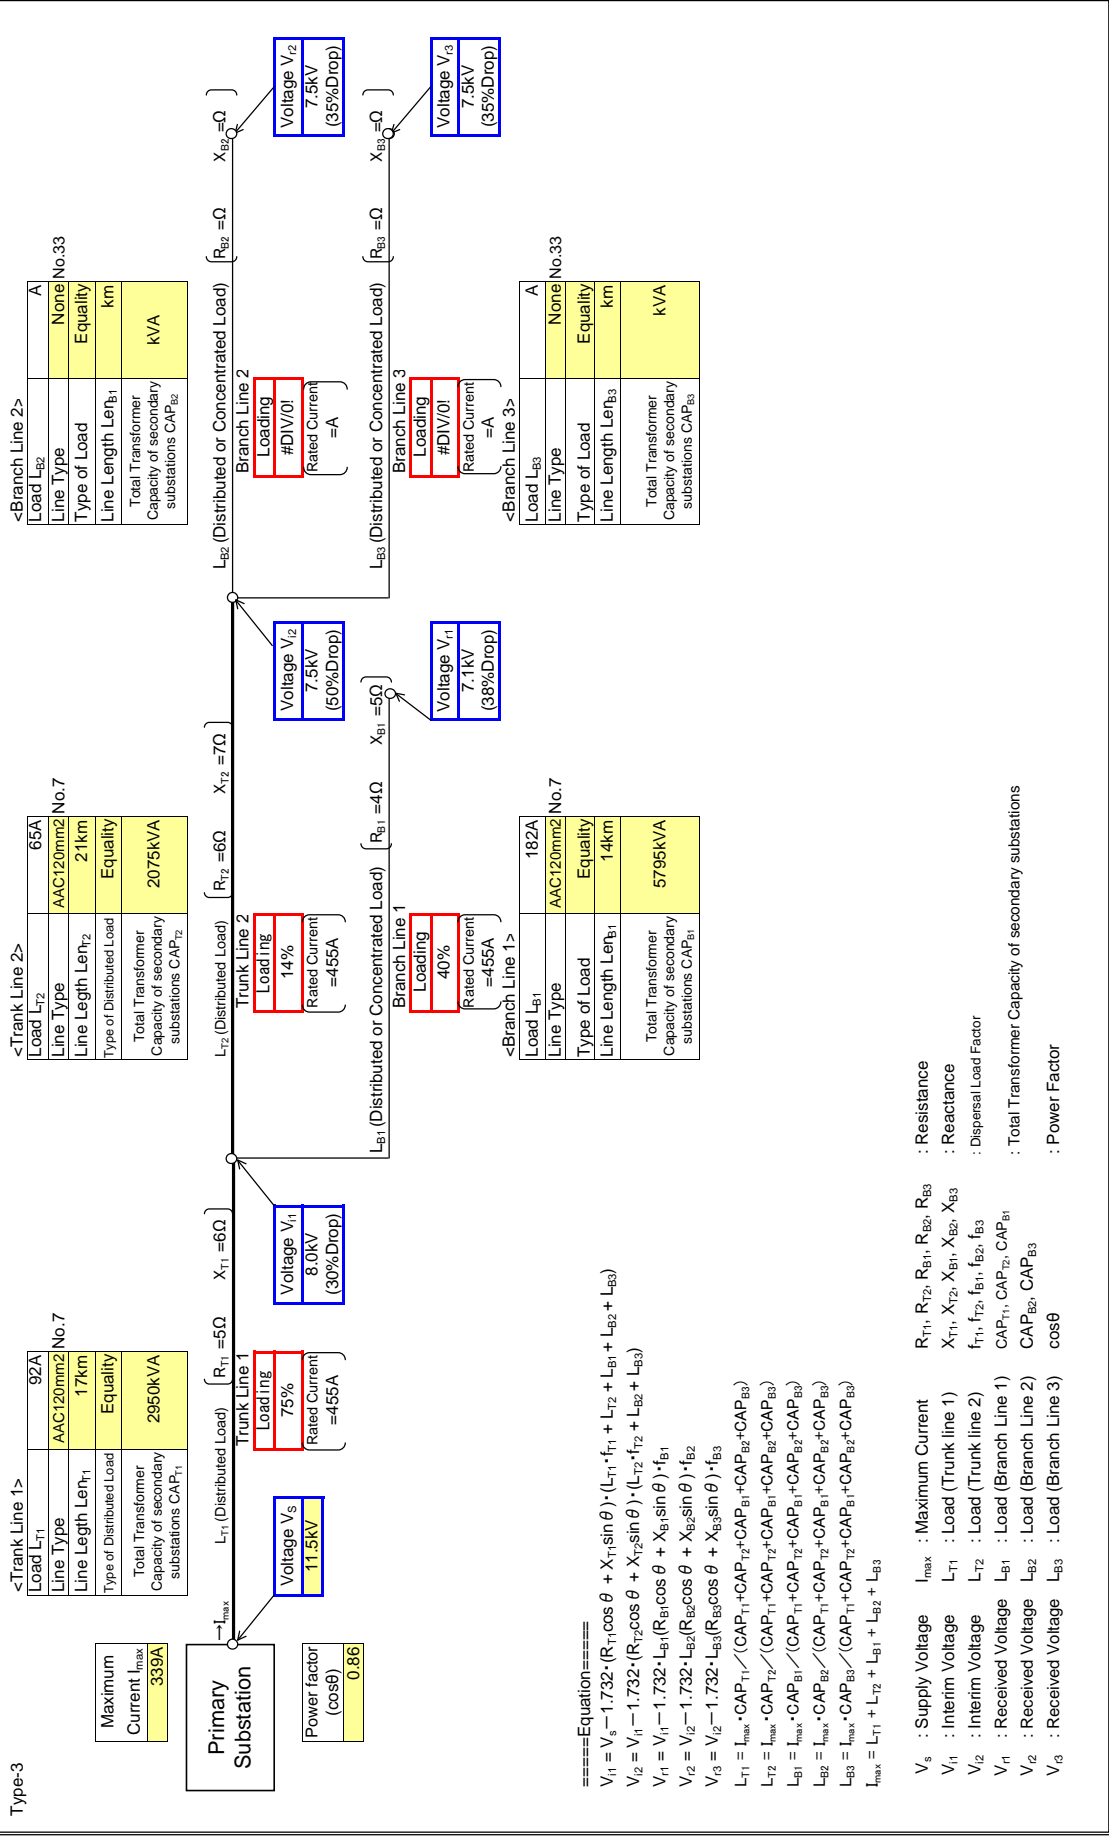 Type-3
Maximum
Current Imax
339A
Primary
Substation
Power factor
(cosθ)
0.86
→Imax
Voltage VS
11.5kV
<Trank Line 1>
Load LT1 92A
Line Type AAC120mm2 No.7
Line Length LenT1 17km
Type of Distributed Load Equality
Total Transformer
Capacity of secondary
substations CAPT1
2950kVA
LT1 (Distributed Load) RT1 =5Ω XT1 =6Ω
Trunk Line 1
Loading
75%
Rated Current
=455A
Voltage Vi1
8.0kV
(30%Drop)
<Trank Line 2>
Load LT2 65A
Line Type AAC120mm2 No.7
Line Legth LenT2 21km
Type of Distributed Load Equality
Total Transformer
Capacity of secondary
substations CAPT2
2075kVA
LT2 (Distributed Load) RT2 =6Ω XT2 =7Ω
Trunk Line 2
Loading
14%
Rated Current
=455A
Voltage Vi2
7.5kV
(50%Drop)
LB1 (Distributed or Concentrated Load) RB1 =4Ω XB1 =5Ω
Branch Line 1
Loading
40%
Rated Current
=455A
Voltage Vr1
7.1kV
(38%Drop)
<Branch Line 1>
Load LB1 182A
Line Type AAC120mm2 No.7
Type of Load Equality
Line Length LenB1 14km
Total Transformer
Capacity of secondary
substations CAPB1
5795kVA
<Branch Line 2>
Load LB2 A
Line Type None No.33
Type of Load Equality
Line Length LenB1 km
Total Transformer
Capacity of secondary
substations CAPB2
kVA
LB2 (Distributed or Concentrated Load) RB2 =Ω XB2 =Ω
Branch Line 2
Loading
#DIV/0!
Rated Current
=A
Voltage Vr2
7.5kV
(35%Drop)
LB3 (Distributed or Concentrated Load) RB3 =Ω XB3 =Ω
Branch Line 3
Loading
#DIV/0!
Rated Current
=A
Voltage Vr3
7.5kV
(35%Drop)
<Branch Line 3>
Load LB3 A
Line Type None No.33
Type of Load Equality
Line Length LenB3 km
Total Transformer
Capacity of secondary
substations CAPB3
kVA
=====Equation=====
Vi1 = VS－1.732･(RT1cos θ + XT1sin θ)･(LT1･fT1 + LT2 + LB1 + LB2 + LB3)
Vi2 = Vi1－1.732･(RT2cos θ + XT2sin θ)･(LT2･fT2 + LB2 + LB3)
Vr1 = Vi1－1.732･LB1(RB1cos θ + XB1sin θ)･fB1
Vr2 = Vi2－1.732･LB2(RB2cos θ + XB2sin θ)･fB2
Vr3 = Vi2－1.732･LB3(RB3cos θ + XB3sin θ)･fB3
LT1 = Imax･CAPT1／(CAPT1+CAPT2+CAPB1+CAPB2+CAPB3)
LT2 = Imax･CAPT2／(CAPT1+CAPT2+CAPB1+CAPB2+CAPB3)
LB1 = Imax･CAPB1／(CAPT1+CAPT2+CAPB1+CAPB2+CAPB3)
LB2 = Imax･CAPB2／(CAPT1+CAPT2+CAPB1+CAPB2+CAPB3)
LB3 = Imax･CAPB3／(CAPT1+CAPT2+CAPB1+CAPB2+CAPB3)
Imax = LT1 + LT2 + LB1 + LB2 + LB3
Vs : Supply Voltage Imax : Maximum Current RT1, RT2, RB1, RB2, RB3 : Resistance
Vi1 : Interim Voltage LT1 : Load (Trunk line 1) XT1, XT2, XB1, XB2, XB3 : Reactance
Vi2 : Interim Voltage LT2 : Load (Trunk line 2) fT1, fT2, fB1, fB2, fB3 : Dispersal Load Factor
Vr1 : Received Voltage LB1 : Load (Branch Line 1) CAPT1, CAPT2, CAPB1 : Total Transformer Capacity of secondary substations
Vr2 : Received Voltage LB2 : Load (Branch Line 2) CAPB2, CAPB3
Vr3 : Received Voltage LB3 : Load (Branch Line 3) cosθ : Power Factor